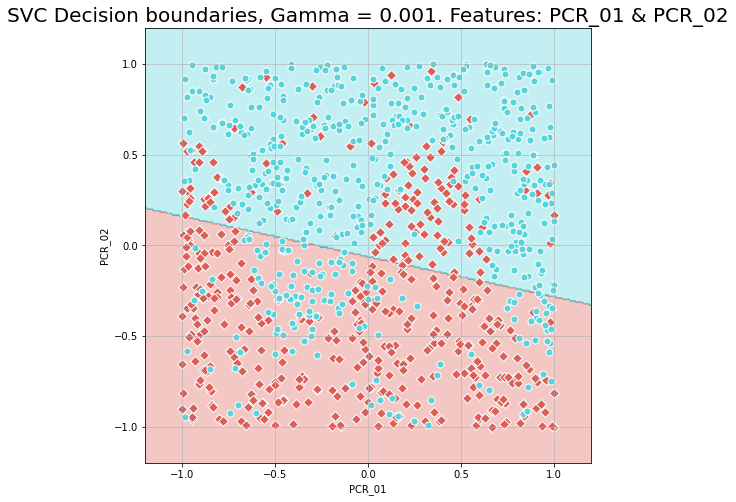 SVC Decision boundaries, Gamma = 0.001. Features: PCR_01 & PCR_02
1.0
0.5
0.0
−0.5
−1.0
PCR_02
−1.0 −0.5 0.0 0.5 1.0
PCR_01